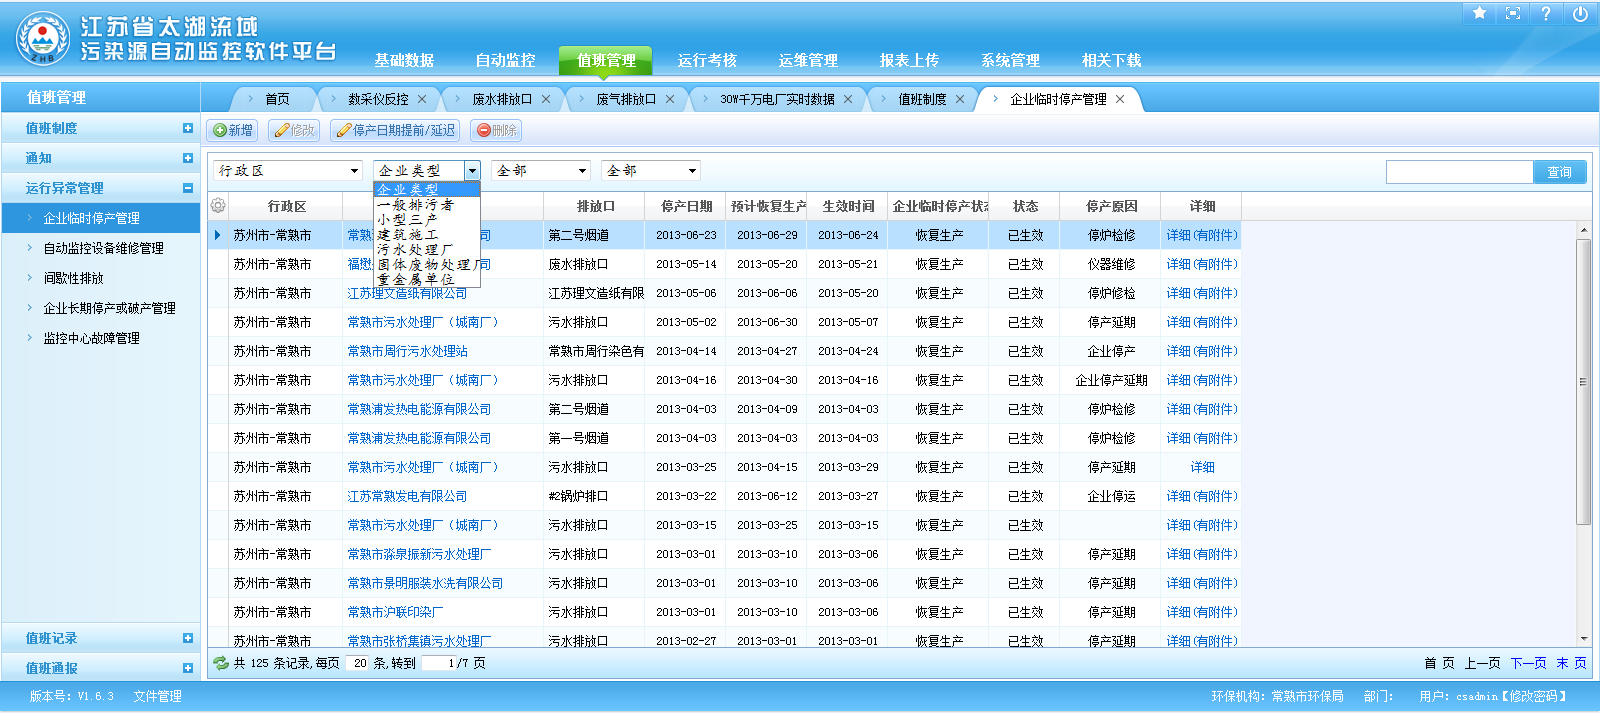 江苏省太湖流域
污染源自动监控软件平台
ZHB
基础数据 自动监控 值班管理 运行考核 运维管理 报表上传 系统管理 相关下载
值班管理
首页 数采仪反控 废水排放口 废气排放口 30W千万电厂实时数据 值班制度 企业临时停产管理
值班制度
通知
运行异常管理
企业临时停产管理
自动监控设备维修管理
间歇性排放
企业长期停产或破产管理
监控中心故障管理
值班记录
值班通报
新增 修改 停产日期提前/延迟 删除
行政区 企业类型 全部 全部 查询
企业类型
一般排污者
小型三产
建筑施工
污水处理厂
固体废物处理厂
重金属单位
行政区 排放口 停产日期 预计恢复生产 生效时间 企业临时停产状态 状态 停产原因 详细
苏州市-常熟市 常熟 司 第二号烟道 2013-06-23 2013-06-29 2013-06-24 恢复生产 已生效 停炉检修 详细(有附件)
苏州市-常熟市 福懋 司 废水排放口 2013-05-14 2013-05-20 2013-05-21 恢复生产 已生效 仪器维修 详细(有附件)
苏州市-常熟市 江苏理文造纸有限公司 江苏理文造纸有限 2013-05-06 2013-06-06 2013-05-20 恢复生产 已生效 停炉修检 详细(有附件)
苏州市-常熟市 常熟市污水处理厂（城南厂） 污水排放口 2013-05-02 2013-06-30 2013-05-07 恢复生产 已生效 停产延期 详细(有附件)
苏州市-常熟市 常熟市周行污水处理站 常熟市周行染色有 2013-04-14 2013-04-27 2013-04-24 恢复生产 已生效 企业停产 详细(有附件)
苏州市-常熟市 常熟市污水处理厂（城南厂） 污水排放口 2013-04-16 2013-04-30 2013-04-16 恢复生产 已生效 企业停产延期 详细(有附件)
苏州市-常熟市 常熟浦发热电能源有限公司 第二号烟道 2013-04-03 2013-04-09 2013-04-03 恢复生产 已生效 停炉检修 详细(有附件)
苏州市-常熟市 常熟浦发热电能源有限公司 第一号烟道 2013-04-03 2013-04-03 2013-04-03 恢复生产 已生效 停炉检修 详细(有附件)
苏州市-常熟市 常熟市污水处理厂（城南厂） 污水排放口 2013-03-25 2013-04-15 2013-03-29 恢复生产 已生效 停产延期 详细
苏州市-常熟市 江苏常熟发电有限公司 #2锅炉排口 2013-03-22 2013-06-12 2013-03-27 恢复生产 已生效 企业停运 详细(有附件)
苏州市-常熟市 常熟市污水处理厂（城南厂） 污水排放口 2013-03-15 2013-03-25 2013-03-15 恢复生产 已生效 详细(有附件)
苏州市-常熟市 常熟市淼泉振新污水处理厂 污水排放口 2013-03-01 2013-03-10 2013-03-06 恢复生产 已生效 停产延期 详细(有附件)
苏州市-常熟市 常熟市景明服装水洗有限公司 污水排放口 2013-03-01 2013-03-10 2013-03-06 恢复生产 已生效 停产延期 详细(有附件)
苏州市-常熟市 常熟市沪联印染厂 污水排放口 2013-03-01 2013-03-10 2013-03-06 恢复生产 已生效 停产延期 详细(有附件)
苏州市-常熟市 常熟市张桥集镇污水处理厂 污水排放口 2013-02-27 2013-03-01 2013-03-01 恢复生产 已生效 停产延期 详细(有附件)
共 125 条记录,每页 20 条,转到 1/7 页 首 页 上一页 下一页 末 页
版本号: V1.6.3 文件管理 环保机构: 常熟市环保局 部门: 用户: csadmin【修改密码】